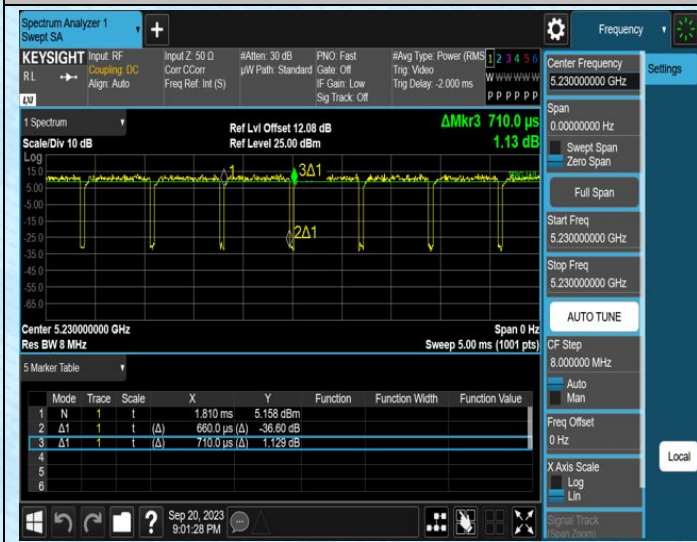 Spectrum Analyzer 1
Swept SA
+
Frequency
KEYSIGHT
Input: RF
Coupling: DC
Align: Auto
Input Z: 50 Ω
Corr CCorr
Freq Ref: Int (S)
#Atten: 30 dB
µW Path: Standard
PNO: Fast
Gate: Off
IF Gain: Low
Sig Track: Off
#Avg Type: Power (RMS
Trig: Video
Trig Delay: -2.000 ms
1 2 3 4 5 6
W W W W W W
P P P P P P
RL
LXI
1 Spectrum
Scale/Div 10 dB
Ref Lvl Offset 12.08 dB
Ref Level 25.00 dBm
ΔMkr3 710.0 µs
1.13 dB
Log
15.0
5.00
-5.00
-15.0
-25.0
-35.0
-45.0
-55.0
-65.0
1
3Δ1
2Δ1
Center 5.230000000 GHz
Res BW 8 MHz
Span 0 Hz
Sweep 5.00 ms (1001 pts)
5 Marker Table
Mode Trace Scale X Y Function Function Width Function Value
1 N 1 t 1.810 ms 5.158 dBm
2 Δ1 1 t (Δ) 660.0 µs (Δ) -36.60 dB
3 Δ1 1 t (Δ) 710.0 µs (Δ) 1.129 dB
4
5
6
?
Sep 20, 2023
9:01:28 PM
Center Frequency
5.230000000 GHz
Span
0.00000000 Hz
Swept Span
Zero Span
Full Span
Start Freq
5.230000000 GHz
Stop Freq
5.230000000 GHz
AUTO TUNE
CF Step
8.000000 MHz
Auto
Man
Freq Offset
0 Hz
X Axis Scale
Log
Lin
Signal Track
(Span Zoom)
Settings
Local